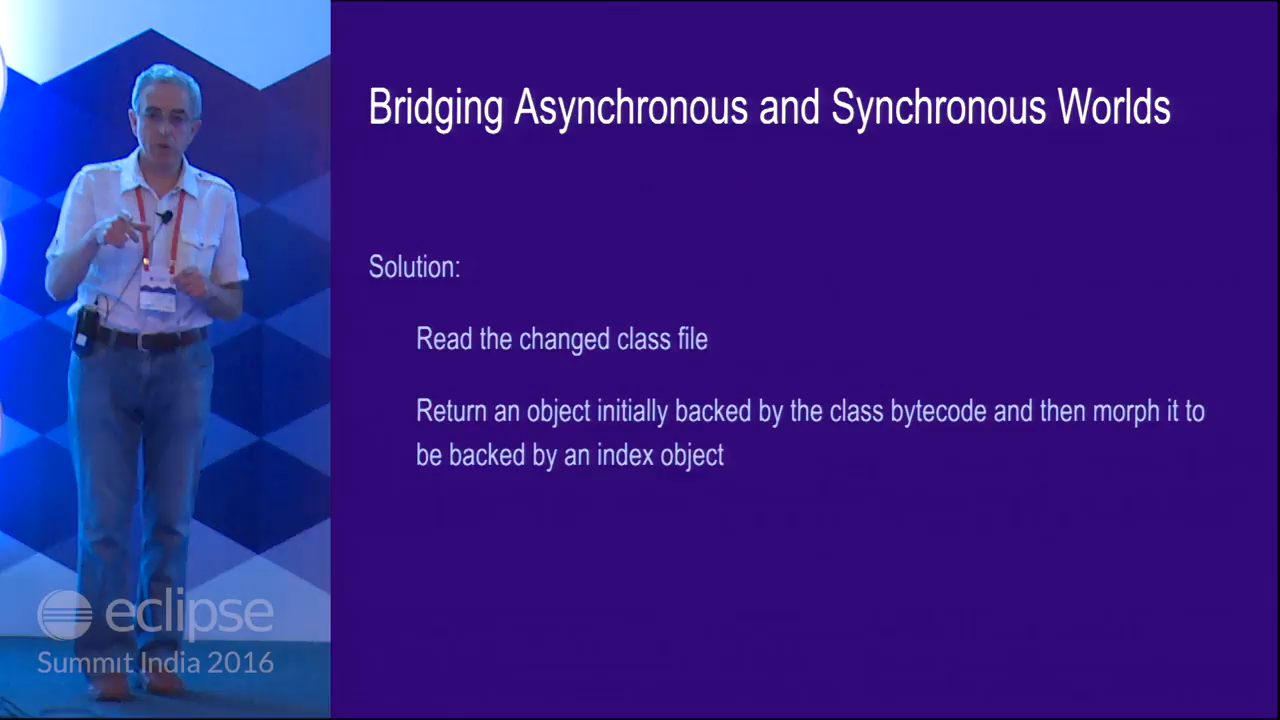 Bridging Asynchronous and Synchronous Worlds
Solution:
Read the changed class file
Return an object initially backed by the class bytecode and then morph it to
be backed by an index object
eclipse
Summit India 2016